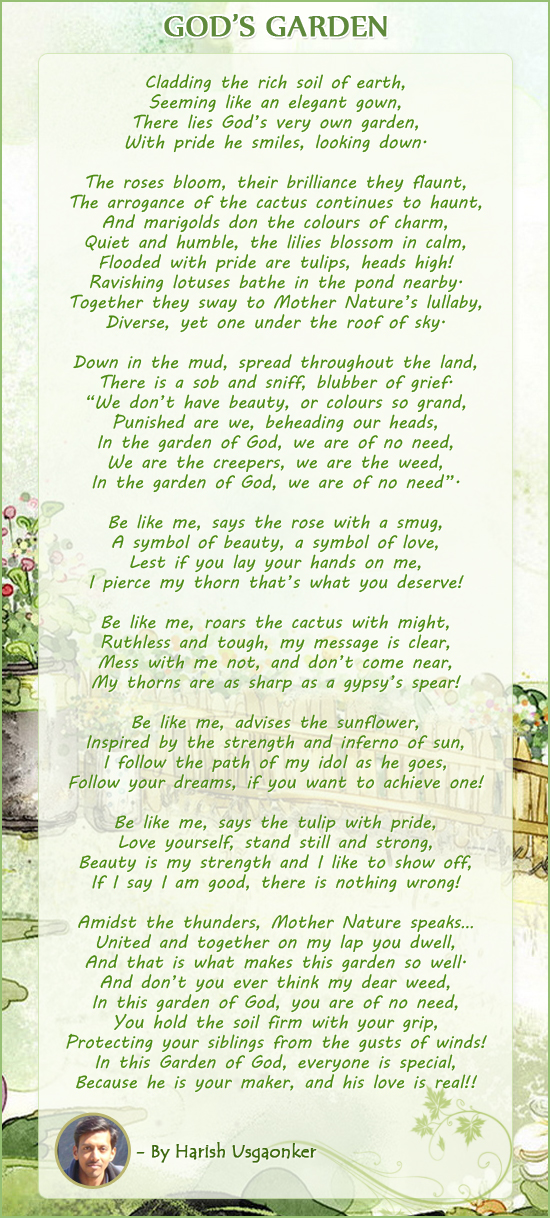 GOD'S GARDEN
Cladding the rich soil of earth,
Seeming like an elegant gown,
There lies God's very own garden,
With pride he smiles, looking down.
The roses bloom, their brilliance they flaunt,
The arrogance of the cactus continues to haunt,
And marigolds don the colours of charm,
Quiet and humble, the lilies blossom in calm,
Flooded with pride are tulips, heads high!
Ravishing lotuses bathe in the pond nearby.
Together they sway to Mother Nature's lullaby,
Diverse, yet one under the roof of sky.
Down in the mud, spread throughout the land,
There is a sob and sniff, blubber of grief.
“We don't have beauty, or colours so grand,
Punished are we, beheading our heads,
In the garden of God, we are of no need,
We are the creepers, we are the weed,
In the garden of God, we are of no need”.
Be like me, says the rose with a smug,
A symbol of beauty, a symbol of love,
Lest if you lay your hands on me,
I pierce my thorn that's what you deserve!
Be like me, roars the cactus with might,
Ruthless and tough, my message is clear,
Mess with me not, and don't come near,
My thorns are as sharp as a gypsy's spear!
Be like me, advises the sunflower,
Inspired by the strength and inferno of sun,
I follow the path of my idol as he goes,
Follow your dreams, if you want to achieve one!
Be like me, says the tulip with pride,
Love yourself, stand still and strong,
Beauty is my strength and I like to show off,
If I say I am good, there is nothing wrong!
Amidst the thunders, Mother Nature speaks...
United and together on my lap you dwell,
And that is what makes this garden so well.
And don't you ever think my dear weed,
In this garden of God, you are of no need,
You hold the soil firm with your grip,
Protecting your siblings from the gusts of winds!!
In this Garden of God, everyone is special,
Because he is your maker, and his love is real!!
- By Harish Usgaonker